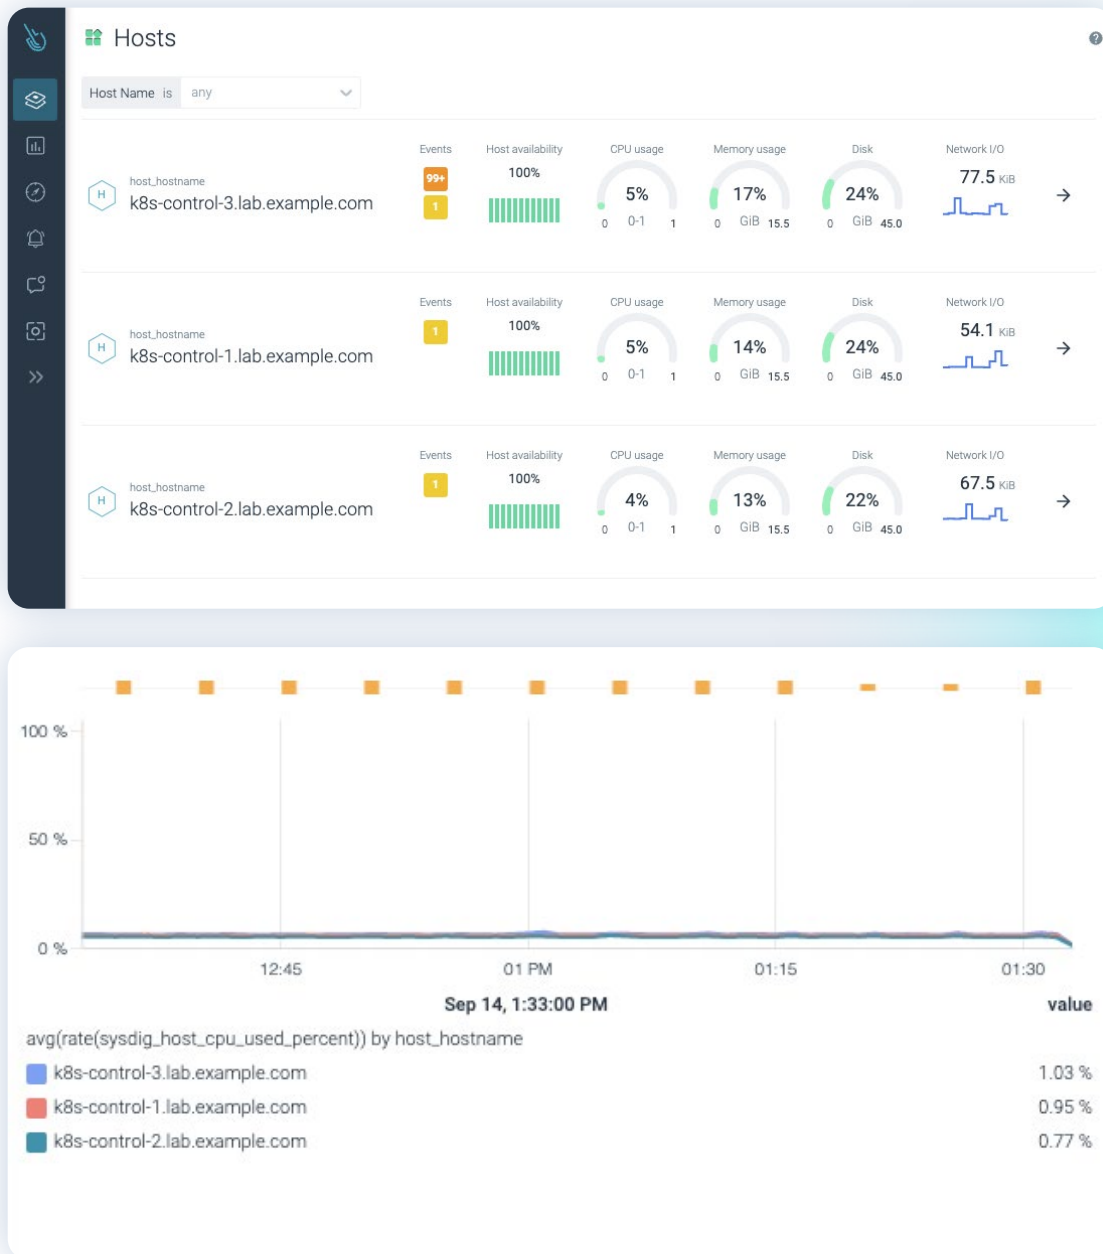 Hosts
?
Host Name is any
Events Host availability CPU usage Memory usage Disk Network I/O
99+ 100% 77.5 KiB
host_hostname 5% 17% 24%
H k8s-control-3.lab.example.com 1
0 0-1 1 0 GiB 15.5 0 GiB 45.0
Events Host availability CPU usage Memory usage Disk Network I/O
1 100% 54.1 KiB
host_hostname 5% 14% 24%
H k8s-control-1.lab.example.com
0 0-1 1 0 GiB 15.5 0 GiB 45.0
Events Host availability CPU usage Memory usage Disk Network I/O
1 100% 67.5 KiB
host_hostname 4% 13% 22%
H k8s-control-2.lab.example.com
0 0-1 1 0 GiB 15.5 0 GiB 45.0
100 %
50 %
0 %
12:45 01 PM 01:15 01:30
Sep 14, 1:33:00 PM value
avg(rate(sysdig_host_cpu_used_percent)) by host_hostname
k8s-control-3.lab.example.com 1.03 %
k8s-control-1.lab.example.com 0.95 %
k8s-control-2.lab.example.com 0.77 %